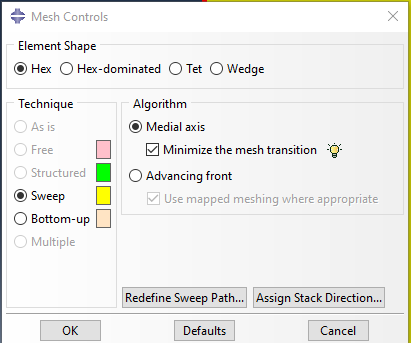 Mesh Controls
Element Shape
Hex Hex-dominated Tet Wedge
Technique
As is
Free
Structured
Sweep
Bottom-up
Multiple
Algorithm
Medial axis
Minimize the mesh transition
Advancing front
Use mapped meshing where appropriate
Redefine Sweep Path... Assign Stack Direction...
OK Defaults Cancel